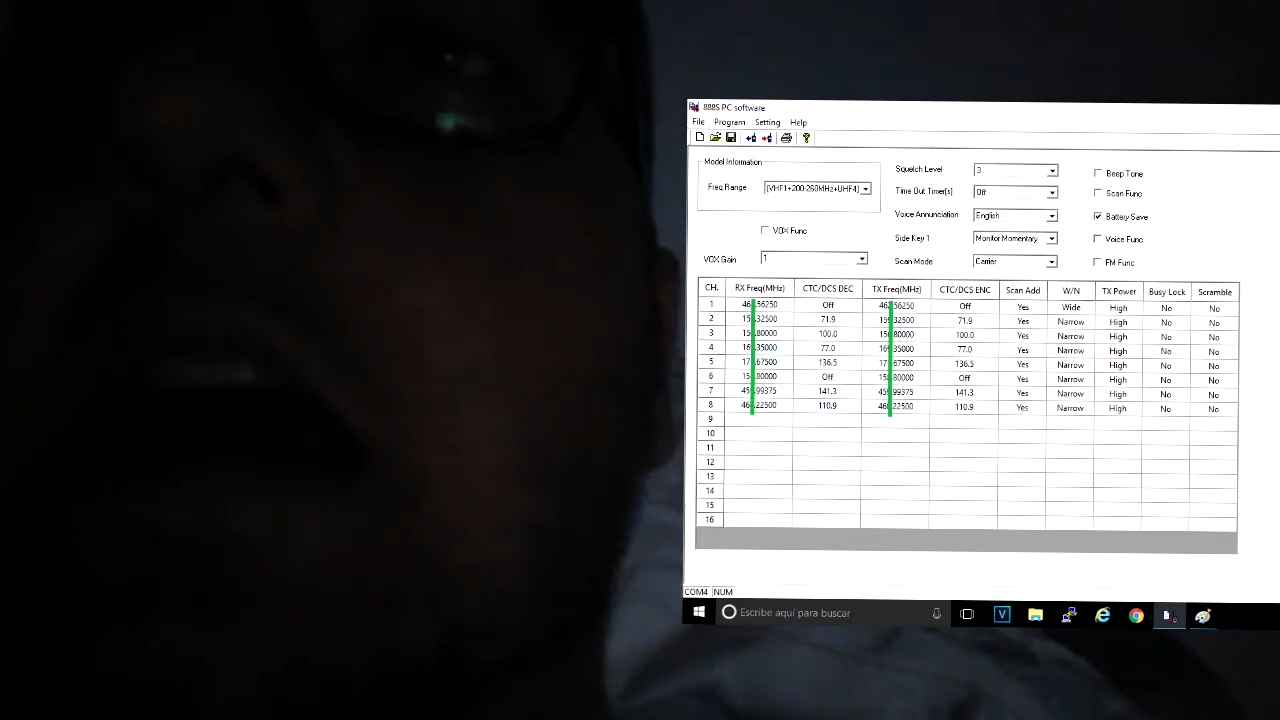 888S PC software
File Program Setting Help
Model Information
Freq Range [VHF1+200-260MHz+UHF4]
VOX Func
VOX Gain 1
Squelch Level 3
Time Out Timer[s] Off
Voice Annunciation English
Side Key 1 Monitor Momentary
Scan Mode Carrier
Beep Tone
Scan Func
Battery Save
Voice Func
FM Func
CH. RX Freq(MHz) CTC/DCS DEC TX Freq(MHz) CTC/DCS ENC Scan Add W/N TX Power Busy Lock Scramble
1 Off Off Yes Wide High No No
2 71.9 71.9 Yes Narrow High No No
3 100.0 100.0 Yes Narrow High No No
4 77.0 77.0 Yes Narrow High No No
5 136.5 136.5 Yes Narrow High No No
6 Off Off Yes Narrow High No No
7 141.3 141.3 Yes Narrow High No No
8 110.9 110.9 Yes Narrow High No No
9
10
11
12
13
14
15
16
COM4 NUM
Escribe aquí para buscar